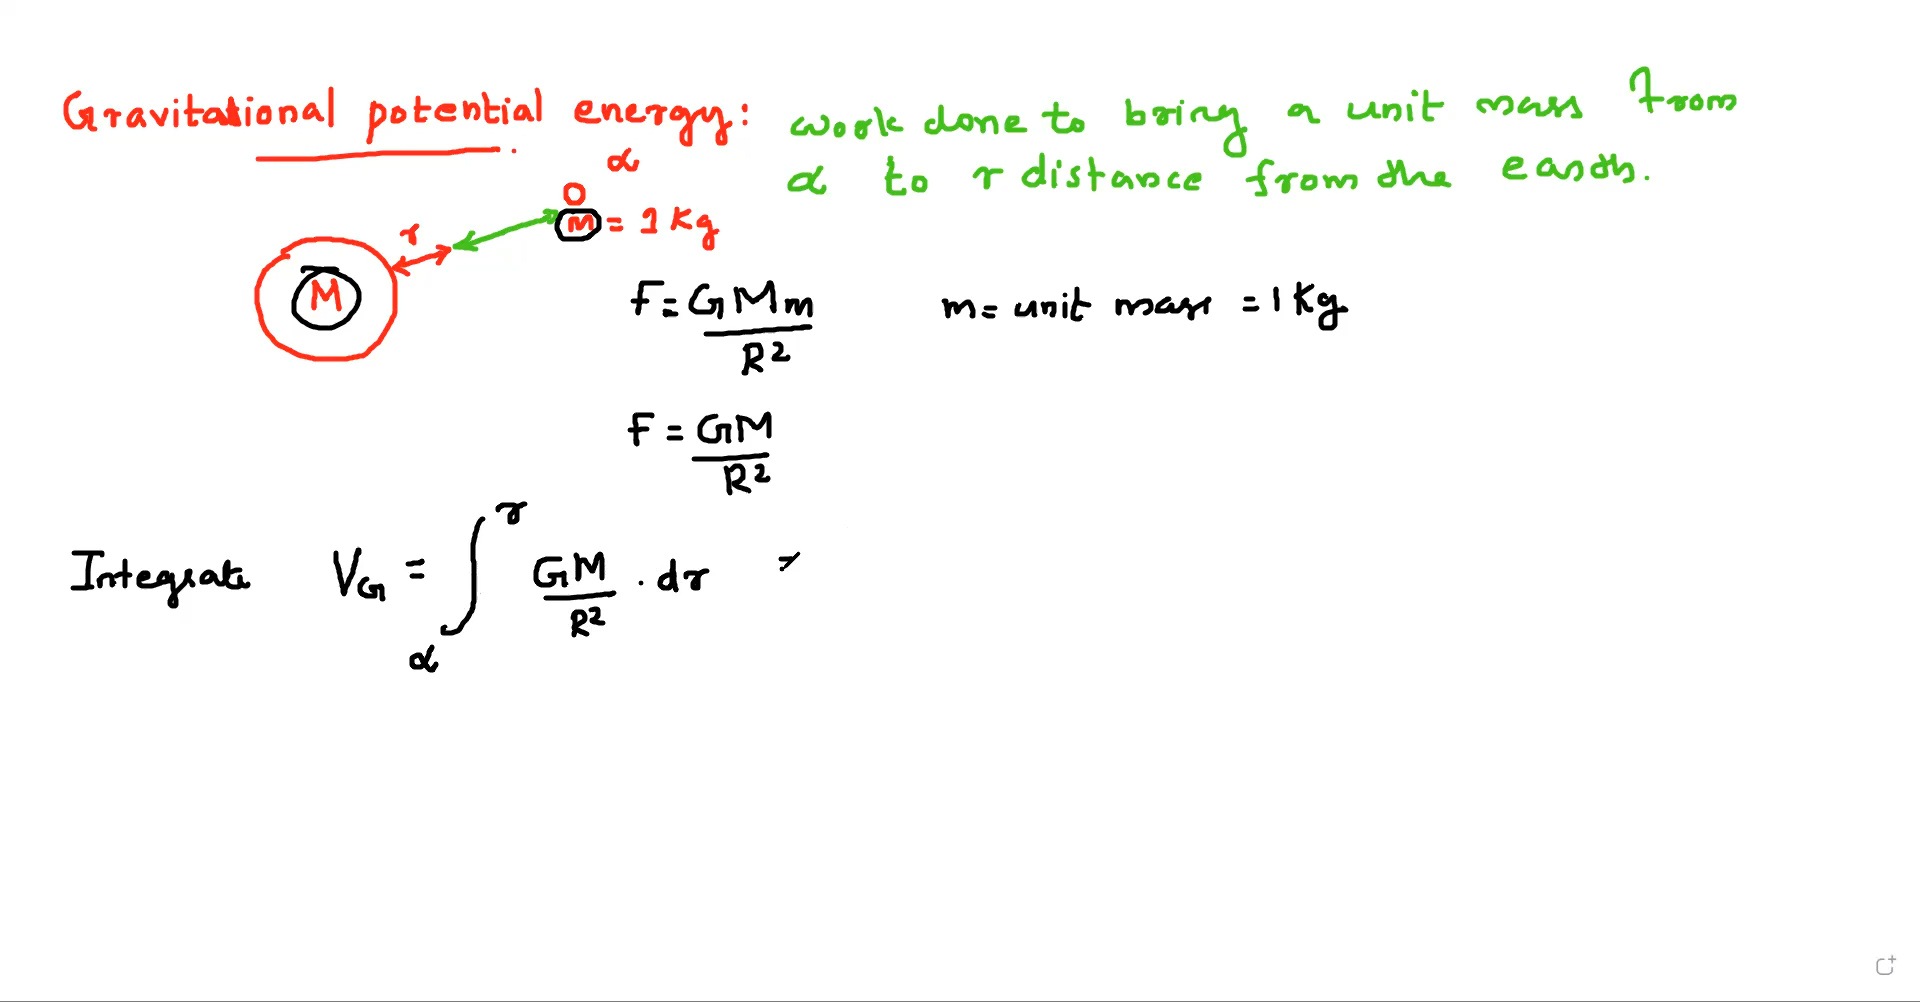 Gravitational potential energy: work done to bring a unit mass from
α to r distance from the earth.
α
r
m = 1 Kg
M
F = GMm / R²
m = unit mass = 1 Kg
F = GM / R²
Integrate V_G = ∫_α^r GM / R² . dr